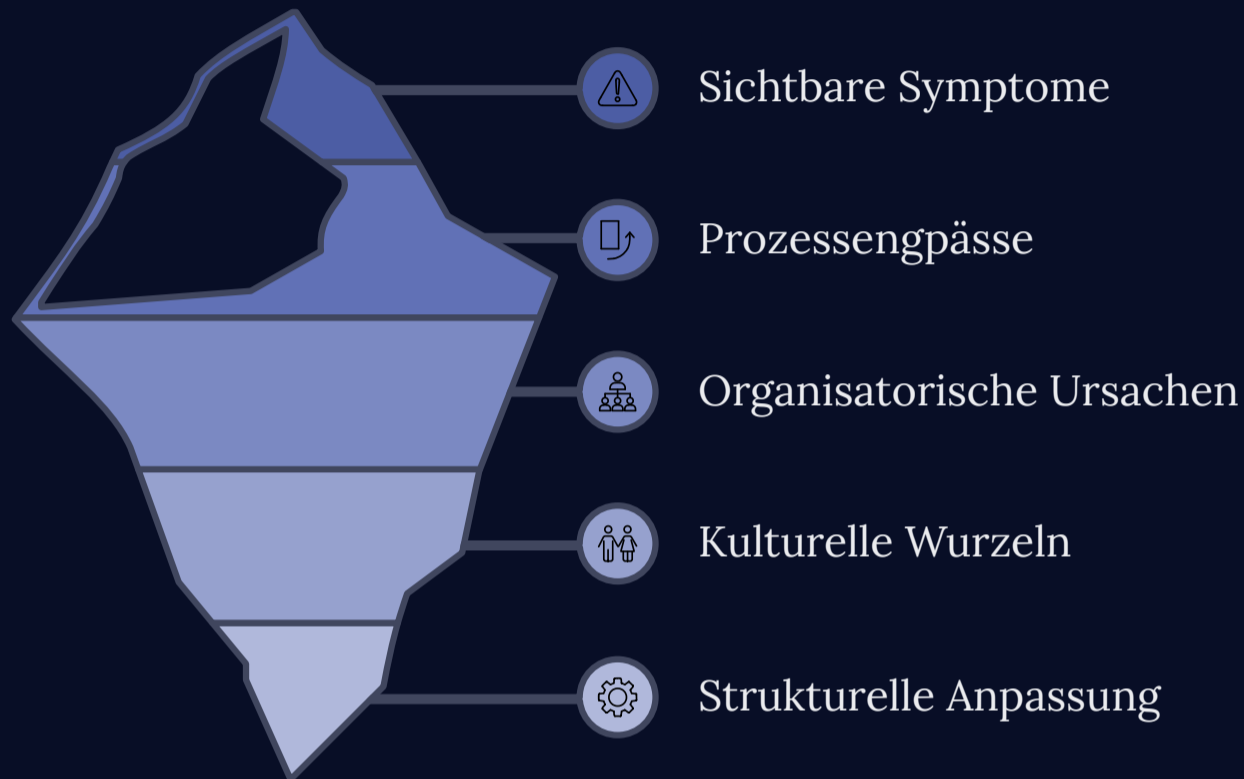 Sichtbare Symptome
Prozessengpässe
Organisatorische Ursachen
Kulturelle Wurzeln
Strukturelle Anpassung